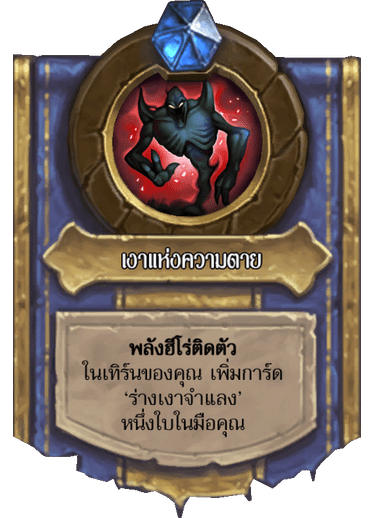 เงาแห่งความตาย
พลังฮีโร่ติดตัว
ในเทิร์นของคุณ เพิ่มการ์ด
‘ร่างเงาจำแลง’
หนึ่งใบในมือคุณ